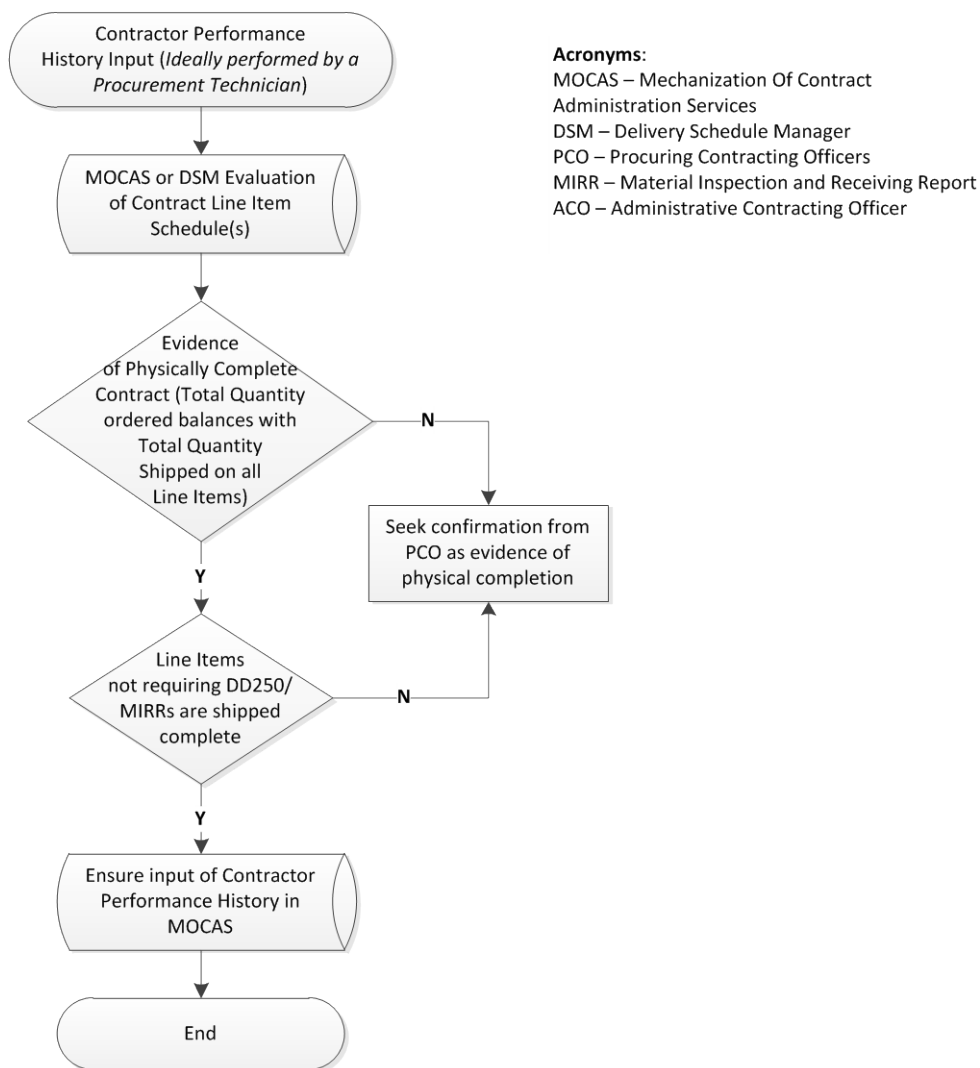 Contractor Performance
History Input (Ideally performed by a
Procurement Technician)
Acronyms:
MOCAS – Mechanization Of Contract
Administration Services
DSM – Delivery Schedule Manager
PCO – Procuring Contracting Officers
MIRR – Material Inspection and Receiving Report
ACO – Administrative Contracting Officer
MOCAS or DSM Evaluation
of Contract Line Item
Schedule(s)
Evidence
of Physically Complete
Contract (Total Quantity
ordered balances with
Total Quantity
Shipped on all
Line Items)
N
Seek confirmation from
PCO as evidence of
physical completion
Y
Line Items
not requiring DD250/
MIRRs are shipped
complete
N
Y
Ensure input of Contractor
Performance History in
MOCAS
End